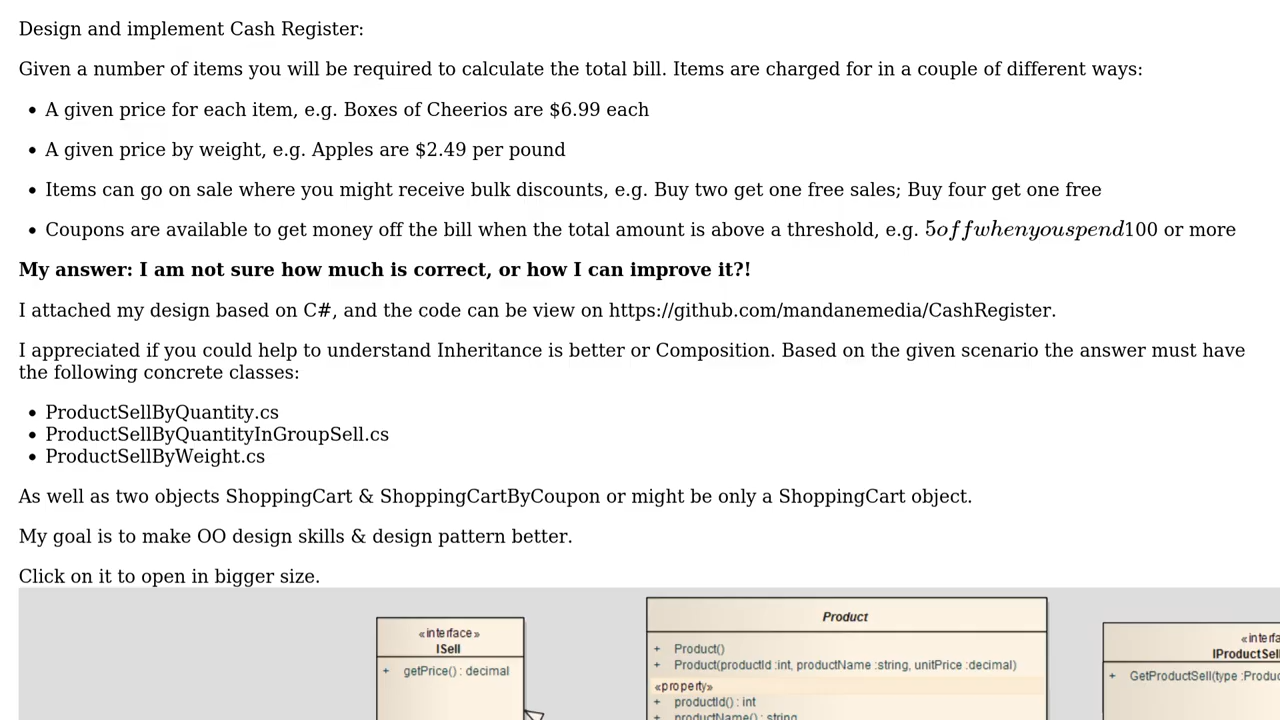 Design and implement Cash Register:
Given a number of items you will be required to calculate the total bill. Items are charged for in a couple of different ways:
• A given price for each item, e.g. Boxes of Cheerios are $6.99 each
• A given price by weight, e.g. Apples are $2.49 per pound
• Items can go on sale where you might receive bulk discounts, e.g. Buy two get one free sales; Buy four get one free
• Coupons are available to get money off the bill when the total amount is above a threshold, e.g. 5offwhenyouspend100 or more
My answer: I am not sure how much is correct, or how I can improve it?!
I attached my design based on C#, and the code can be view on https://github.com/mandanemedia/CashRegister.
I appreciated if you could help to understand Inheritance is better or Composition. Based on the given scenario the answer must have
the following concrete classes:
• ProductSellByQuantity.cs
• ProductSellByQuantityInGroupSell.cs
• ProductSellByWeight.cs
As well as two objects ShoppingCart & ShoppingCartByCoupon or might be only a ShoppingCart object.
My goal is to make OO design skills & design pattern better.
Click on it to open in bigger size.
«interface»
ISell
+ getPrice() : decimal
Product
+ Product()
+ Product(productId :int, productName :string, unitPrice :decimal)
«property»
+ productId() : int
+ productName() : string
«interfa
IProductSell
+ GetProductSell(type :Produc